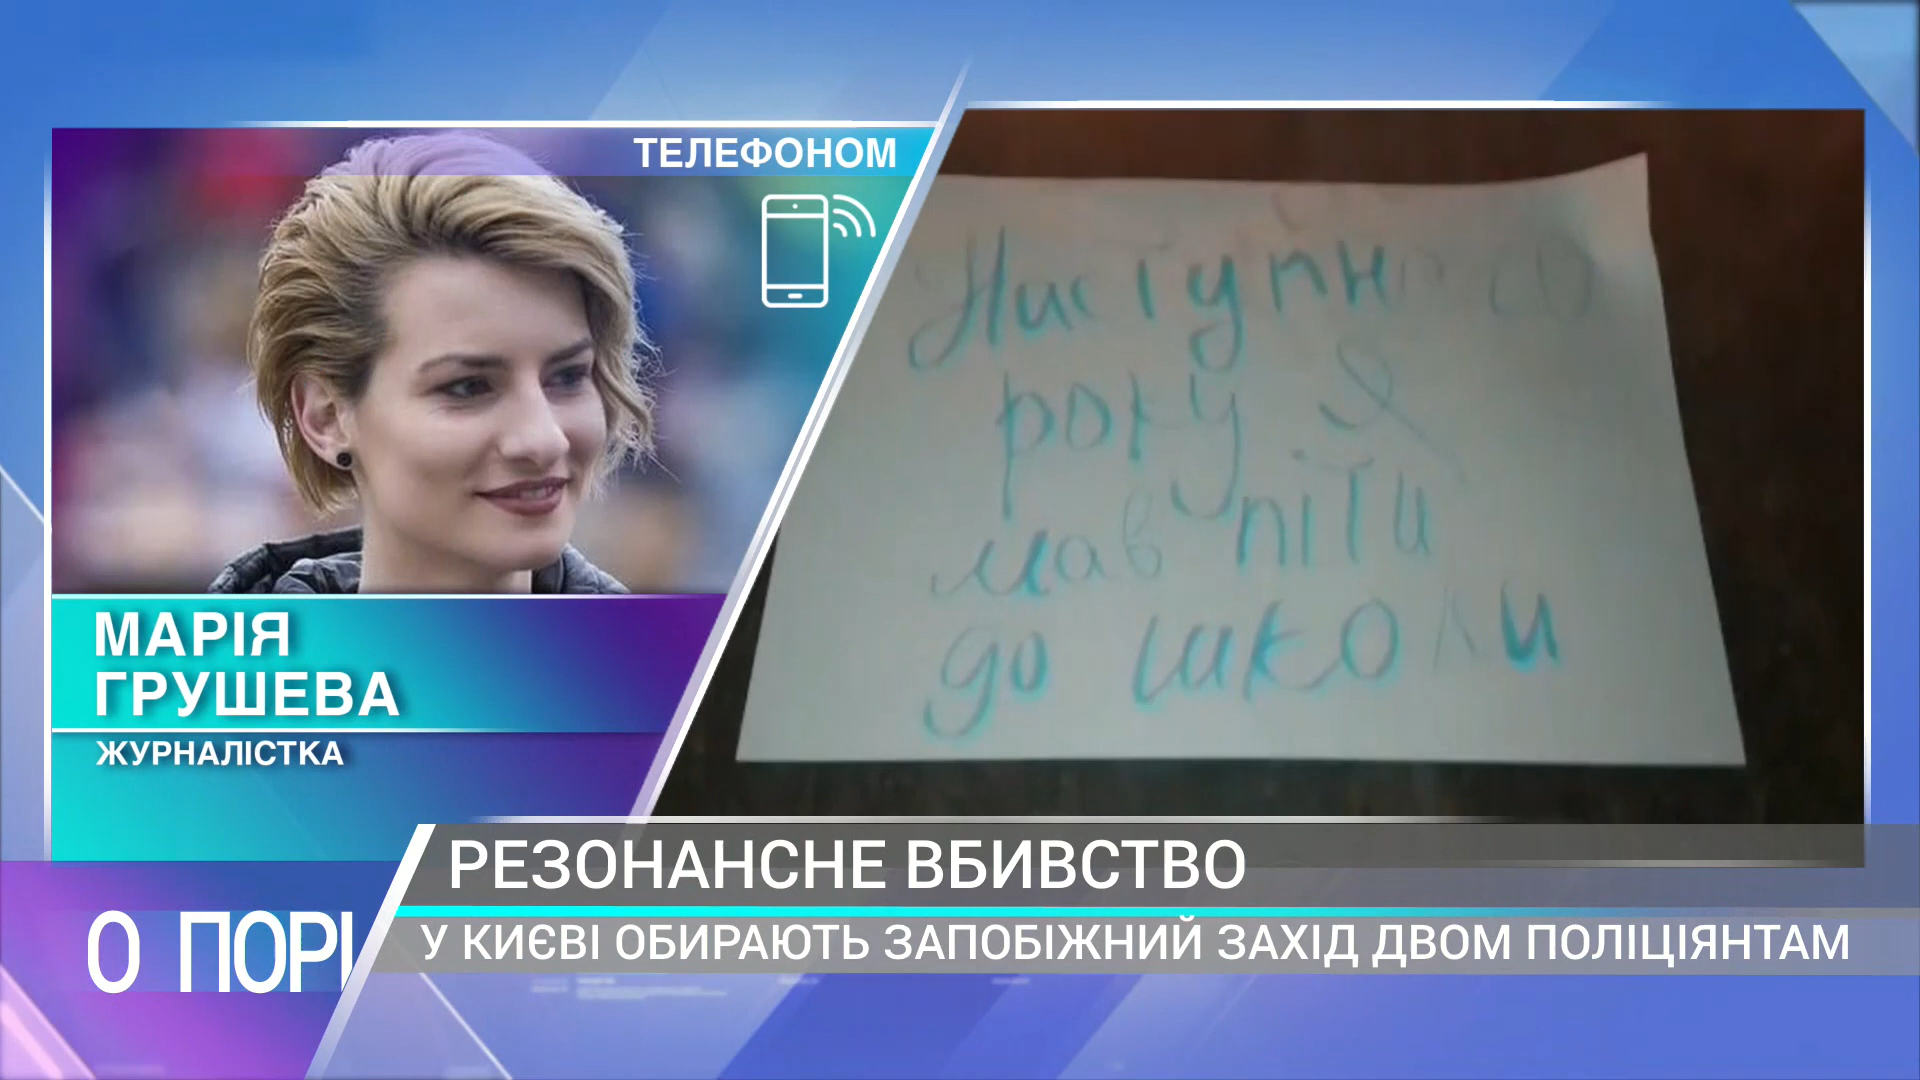 ТЕЛЕФОНОМ
Наступного
року я
мав піти
до школи
МАРІЯ
ГРУШЕВА
ЖУРНАЛІСТКА
РЕЗОНАНСНЕ ВБИВСТВО
О ПОРІ
У КИЄВІ ОБИРАЮТЬ ЗАПОБІЖНИЙ ЗАХІД ДВОМ ПОЛІЦІЯНТАМ